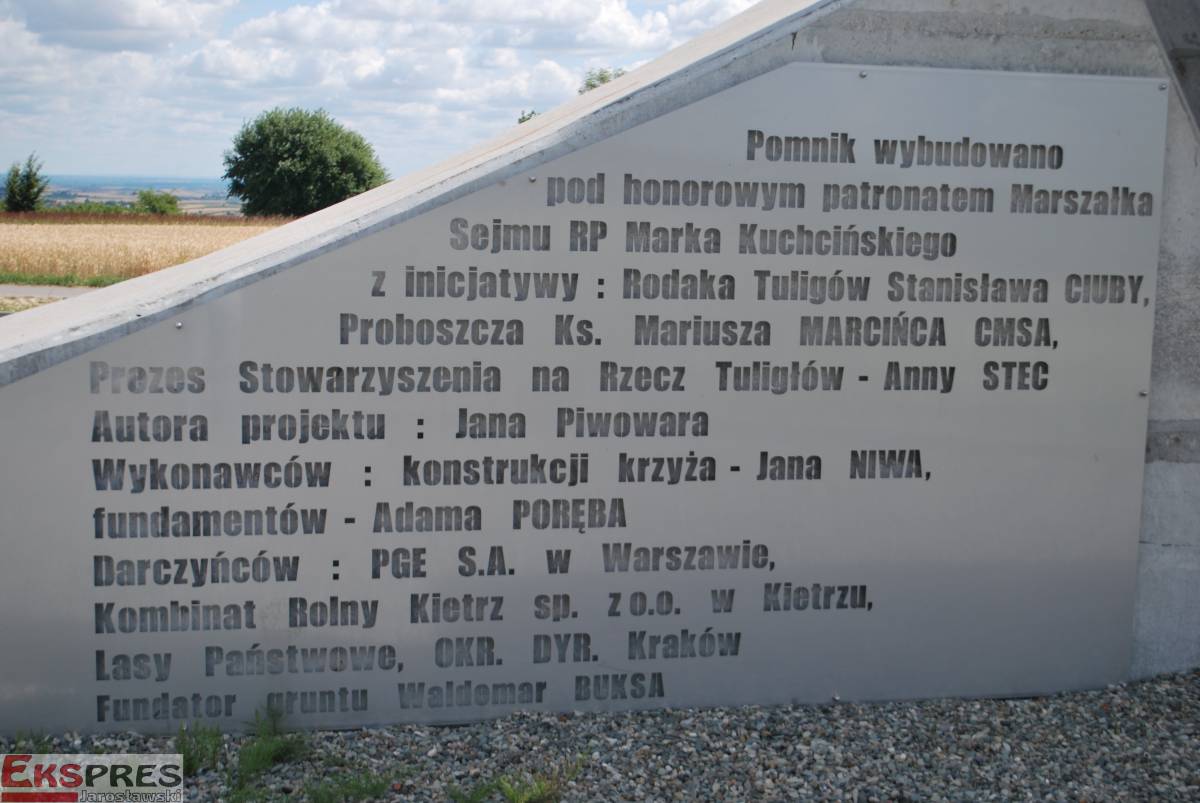 Pomnik wybudowano
pod honorowym patronatem Marszałka
Sejmu RP Marka Kuchcińskiego
z inicjatywy : Rodaka Tuligów Stanisława CIUBY,
Proboszcza Ks. Mariusza MARCIŃCA CMSA,
Prezes Stowarzyszenia na Rzecz Tuligłów - Anny STEC
Autora projektu : Jana Piwowara
Wykonawców : konstrukcji krzyża - Jana NIWA,
fundamentów - Adama PORĘBA
Darczyńców : PGE S.A. w Warszawie,
Kombinat Rolny Kietrz sp. z o.o. w Kietrzu,
Lasy Państwowe, OKR. DYR. Kraków
Fundator gruntu Waldemar BUKSA
EKSPRES
Jarosławski